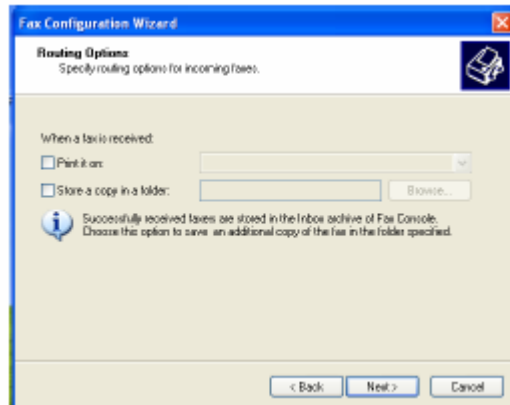 Fax Configuration Wizard
Routing Options
Specify routing options for incoming faxes.
When a fax is received:
Print it on:
Store a copy in a folder:
Browse...
Successfully received faxes are stored in the Inbox archive of Fax Console.
Choose this option to save an additional copy of the fax in the folder specified.
< Back
Next >
Cancel